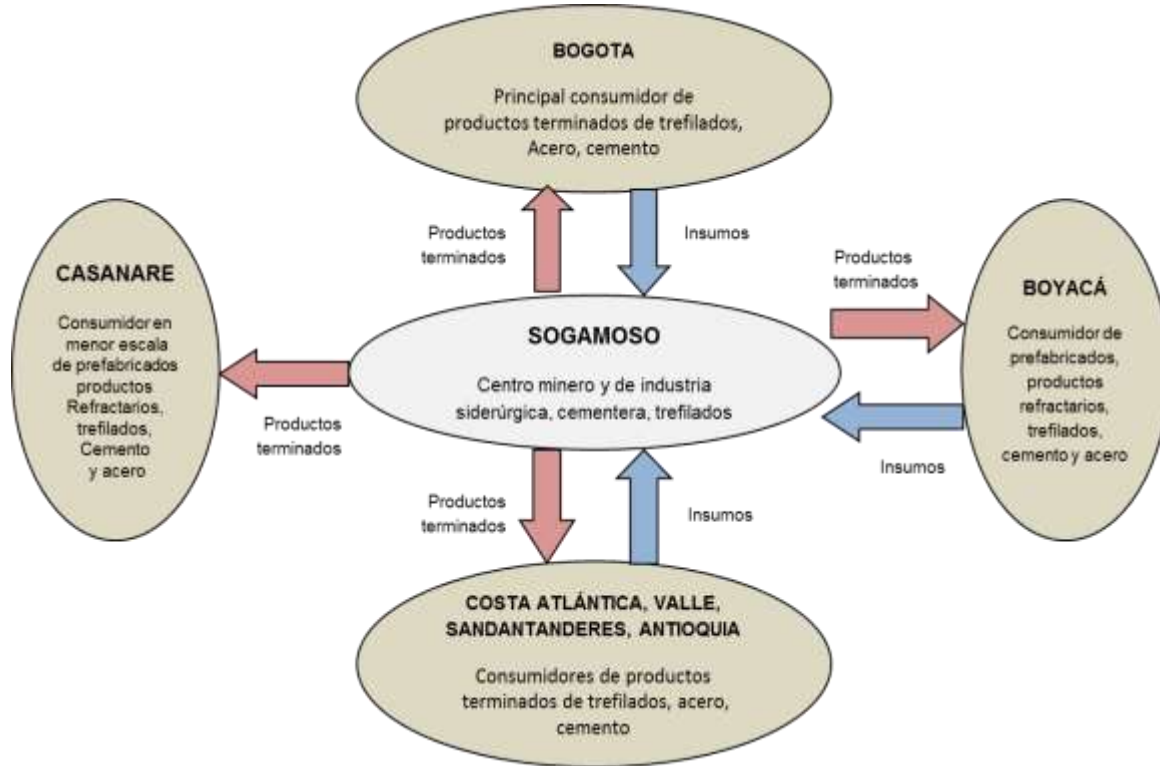 BOGOTA
Principal consumidor de
productos terminados de trefilados,
Acero, cemento
Productos
terminados
Insumos
CASANARE
Consumidor en
menor escala
de prefabricados
productos
Refractarios,
trefilados,
Cemento
y acero
Productos
terminados
SOGAMOSO
Centro minero y de industria
siderúrgica, cementera, trefilados
Productos
terminados
BOYACÁ
Consumidor de
prefabricados,
productos
refractarios,
trefilados,
cemento y acero
Insumos
Productos
terminados
Insumos
COSTA ATLÁNTICA, VALLE,
SANDANTANDERES, ANTIOQUIA
Consumidores de productos
terminados de trefilados, acero,
cemento